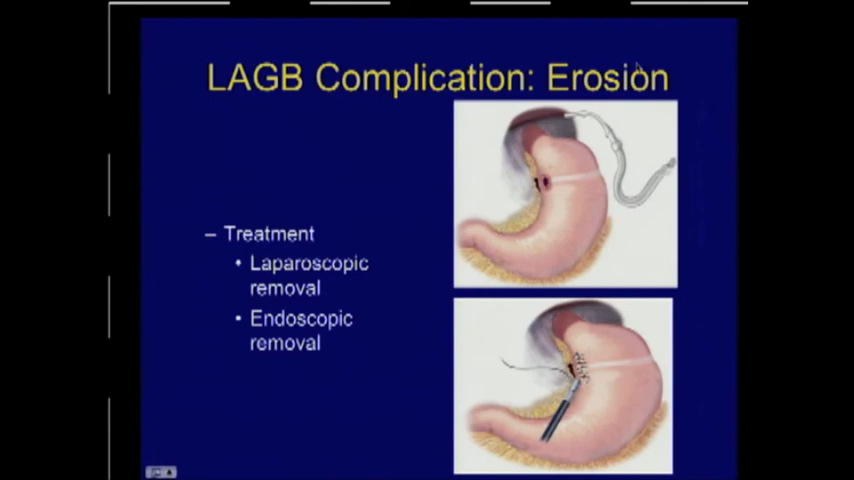 LAGB Complication: Erosion
– Treatment
• Laparoscopic
removal
• Endoscopic
removal